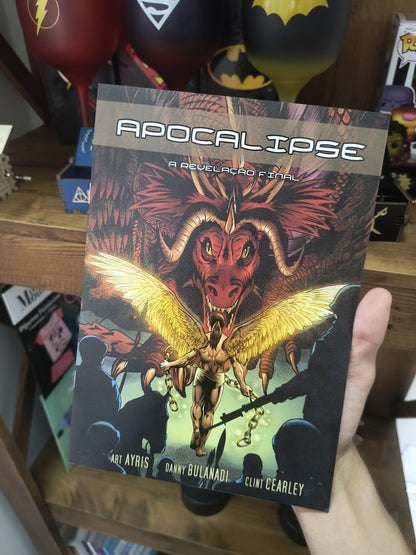 APOCALIPSE
A REVELAÇÃO FINAL
ART AYRIS
DANNY BULANADI
CLINT CEARLEY